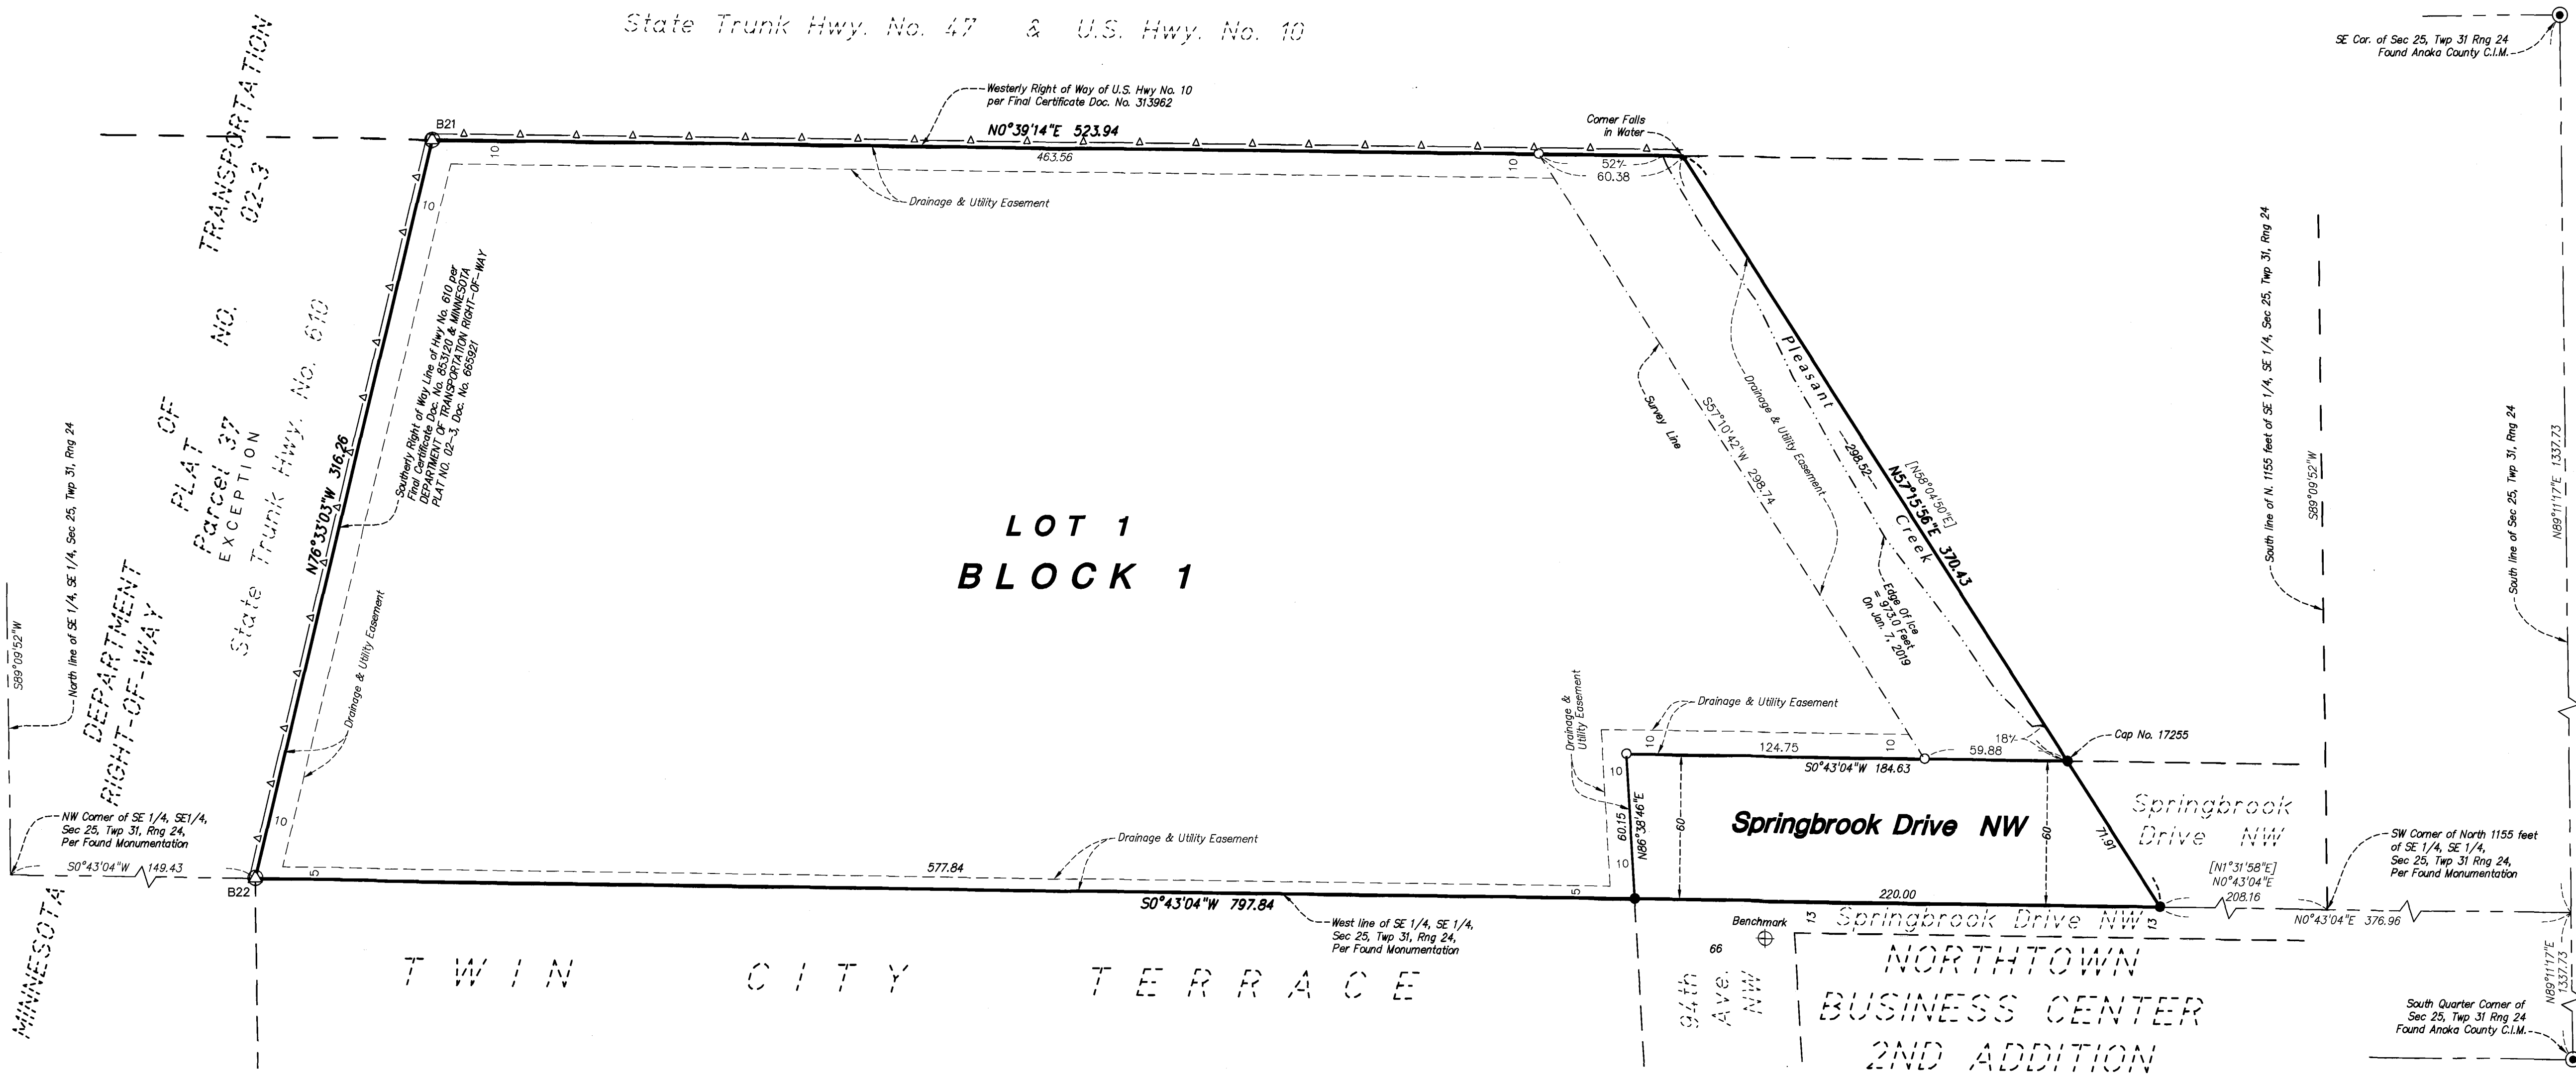 State Trunk Hwy. No. 47 & U.S. Hwy. No. 10
SE Cor. of Sec 25, Twp 31 Rng 24
Found Anoka County C.I.M.
Westerly Right of Way of U.S. Hwy No. 10
per Final Certificate Doc. No. 313962
B21
N0°39'14"E 523.94
463.56
10
10
Corner Falls
in Water
52±
60.38
Drainage & Utility Easement
10
MINNESOTA DEPARTMENT OF TRANSPORTATION
RIGHT-OF-WAY PLAT NO. 02-3
Parcel 37
EXCEPTION
State Trunk Hwy. No. 610
N76°33'03"W 316.26
Southerly Right of Way Line of Hwy No. 610 per
Final Certificate Doc. No. 853120 & MINNESOTA
DEPARTMENT OF TRANSPORTATION RIGHT-OF-WAY
PLAT NO. 02-3, Doc. No. 665921
Drainage & Utility Easement
North line of SE 1/4, SE 1/4, Sec 25, Twp 31, Rng 24
S89°09'52"W
NW Corner of SE 1/4, SE1/4,
Sec 25, Twp 31, Rng 24,
Per Found Monumentation
S0°43'04"W 149.43
B22
10
5
LOT 1
BLOCK 1
Survey Line
S57°10'42"W 298.74
Drainage & Utility Easement
Pleasant Creek
298.52
[N58°04'50"E]
N57°15'56"E 370.43
Edge Of Ice
= 973.0 Feet
On Jan. 7, 2019
South line of N. 1155 feet of SE 1/4, SE 1/4, Sec 25, Twp 31, Rng 24
S89°09'52"W
South line of Sec 25, Twp 31, Rng 24
N89°11'17"E 1337.73
Drainage &
Utility Easement
Drainage & Utility Easement
10
124.75
10
18±
59.88
Cap No. 17255
S0°43'04"W 184.63
10
60.15
N86°38'46"E
10
60
Springbrook Drive NW
60
71.91
Springbrook
Drive NW
[N1°31'58"E]
N0°43'04"E
208.16
SW Corner of North 1155 feet
of SE 1/4, SE 1/4,
Sec 25, Twp 31 Rng 24,
Per Found Monumentation
N0°43'04"E 376.96
Drainage & Utility Easement
577.84
5
S0°43'04"W 797.84
West line of SE 1/4, SE 1/4,
Sec 25, Twp 31, Rng 24,
Per Found Monumentation
220.00
Benchmark
13
Springbrook Drive NW
13
66
94th
Ave.
NW
TWIN CITY TERRACE
NORTHTOWN
BUSINESS CENTER
2ND ADDITION
N89°11'17"E
1337.73
South Quarter Corner of
Sec 25, Twp 31 Rng 24
Found Anoka County C.I.M.